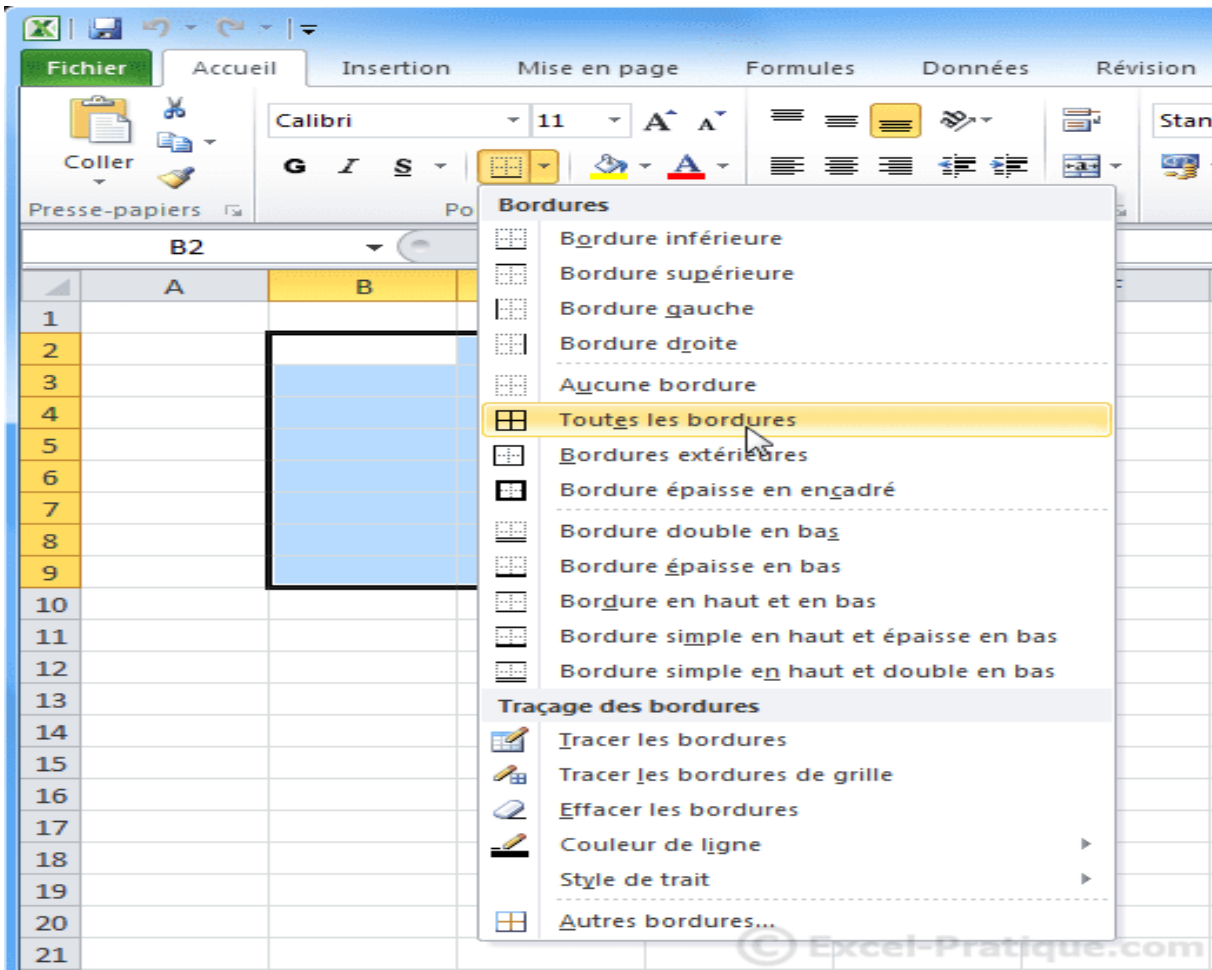 Fichier Accueil Insertion Mise en page Formules Données Révision
Calibri 11 Stan
Coller G I S A
Presse-papiers Po
B2
A B
Bordures
Bordure inférieure
Bordure supérieure
Bordure gauche
Bordure droite
Aucune bordure
Toutes les bordures
Bordures extérieures
Bordure épaisse en encadré
Bordure double en bas
Bordure épaisse en bas
Bordure en haut et en bas
Bordure simple en haut et épaisse en bas
Bordure simple en haut et double en bas
Traçage des bordures
Tracer les bordures
Tracer les bordures de grille
Effacer les bordures
Couleur de ligne
Style de trait
Autres bordures...
1
2
3
4
5
6
7
8
9
10
11
12
13
14
15
16
17
18
19
20
21
© Excel-Pratique.com